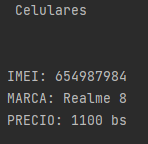 Celulares
IMEI: 654987984
MARCA: Realme 8
PRECIO: 1100 bs